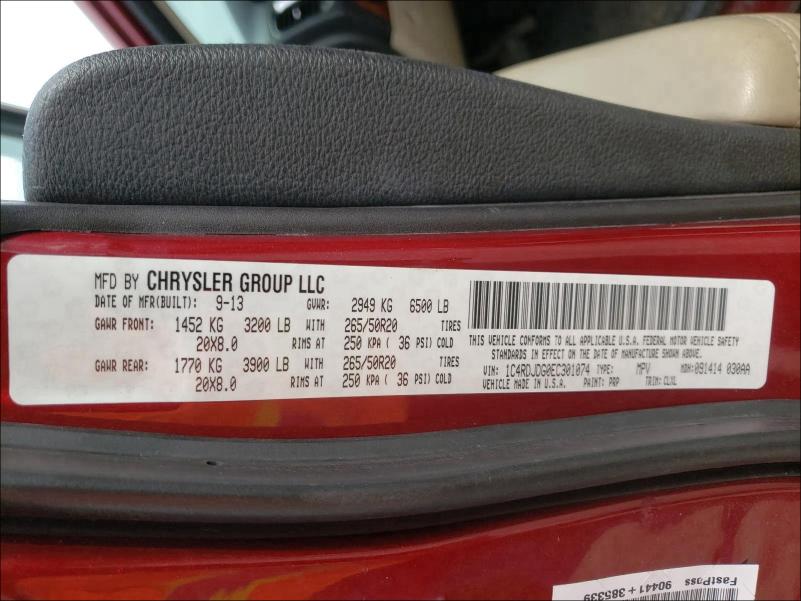 MFD BY CHRYSLER GROUP LLC
DATE OF MFR(BUILT): 9-13 GVWR: 2949 KG 6500 LB
GAWR FRONT: 1452 KG 3200 LB WITH 265/50R20 TIRES
20X8.0 RIMS AT 250 KPA ( 36 PSI) COLD
GAWR REAR: 1770 KG 3900 LB WITH 265/50R20 TIRES
20X8.0 RIMS AT 250 KPA ( 36 PSI) COLD
THIS VEHICLE CONFORMS TO ALL APPLICABLE U.S.A. FEDERAL MOTOR VEHICLE SAFETY
STANDARDS IN EFFECT ON THE DATE OF MANUFACTURE SHOWN ABOVE.
VIN: 1C4RDJDG0EC301074 TYPE: MPV MDH: 091414 030AA
VEHICLE MADE IN U.S.A. PAINT: PRP TRIM: CLXL
FastPass
90441 + 385339